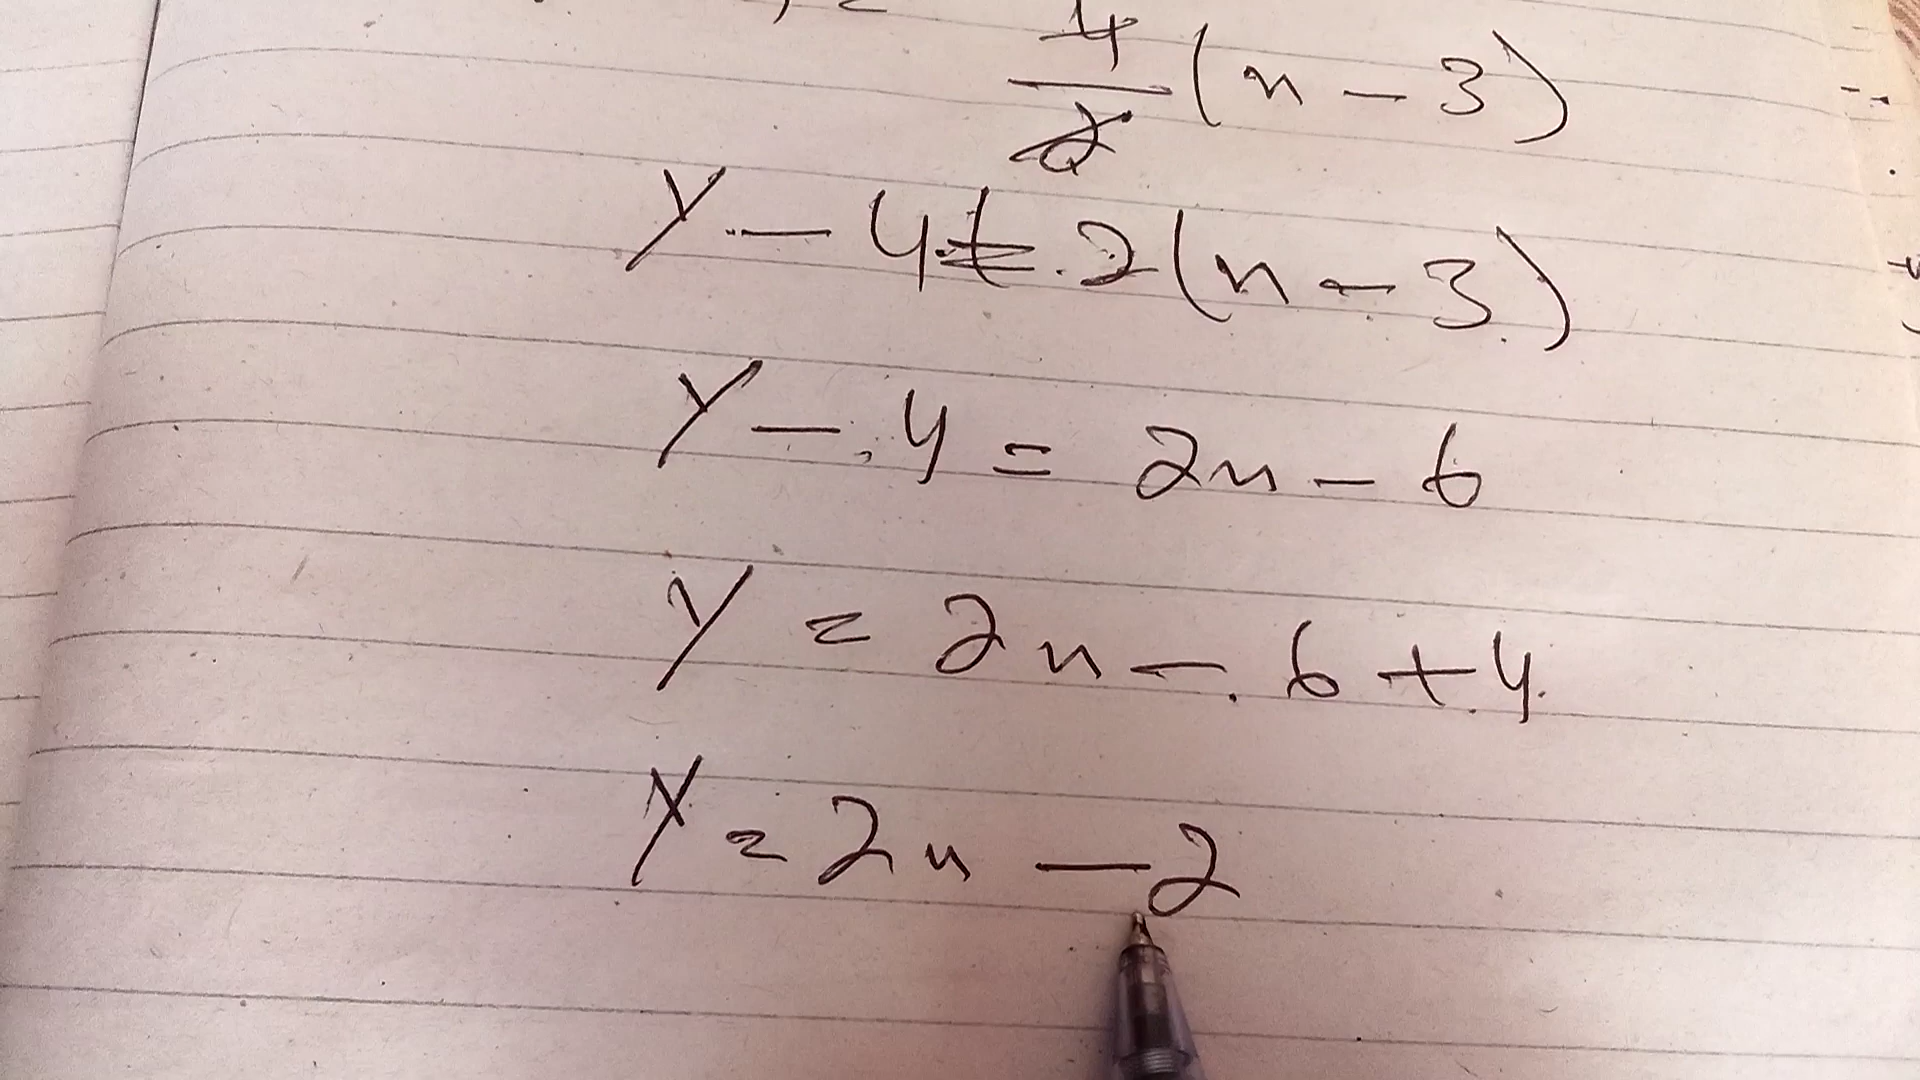 4/2 (x - 3)
y - 4 = 2(x - 3)
y - 4 = 2x - 6
y = 2x - 6 + 4
y = 2x - 2